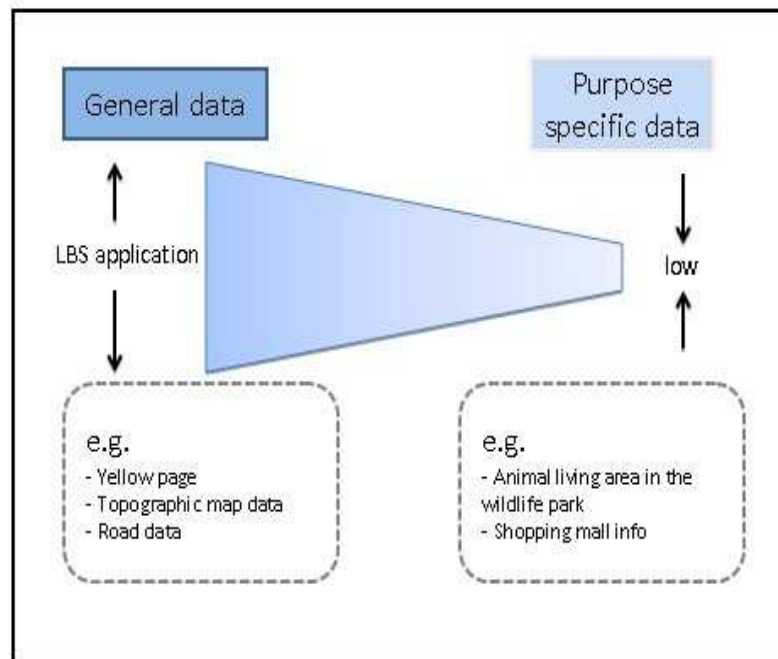 General data
Purpose
specific data
LBS application
low
e.g.
- Yellow page
- Topographic map data
- Road data
e.g.
- Animal living area in the
wildlife park
- Shopping mall info